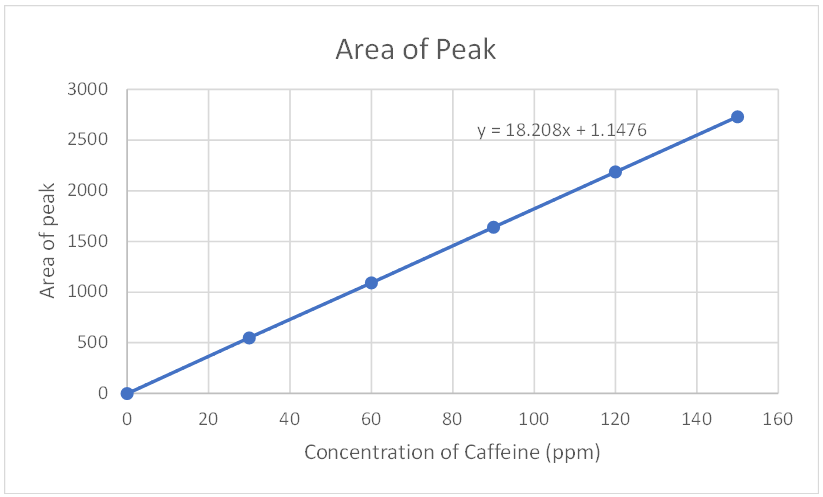 Area of Peak
3000
2500
2000
1500
1000
500
0
y = 18.208x + 1.1476
Area of peak
0 20 40 60 80 100 120 140 160
Concentration of Caffeine (ppm)